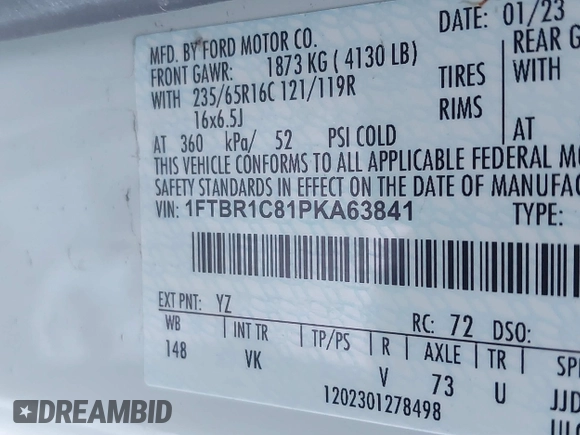 DATE: 01/23
MFD. BY FORD MOTOR CO.
FRONT GAWR: 1873 KG ( 4130 LB)
REAR G
WITH 235/65R16C 121/119R TIRES
WITH
16x6.5J RIMS
AT 360 kPa/ 52 PSI COLD
AT
THIS VEHICLE CONFORMS TO ALL APPLICABLE FEDERAL MO
SAFETY STANDARDS IN EFFECT ON THE DATE OF MANUFAC
VIN: 1FTBR1C81PKA63841
TYPE:
EXT PNT: YZ
RC: 72 DSO:
WB INT TR TP/PS R AXLE TR SPR
148 VK V 73 U JJD
1202301278498
DREAMBID